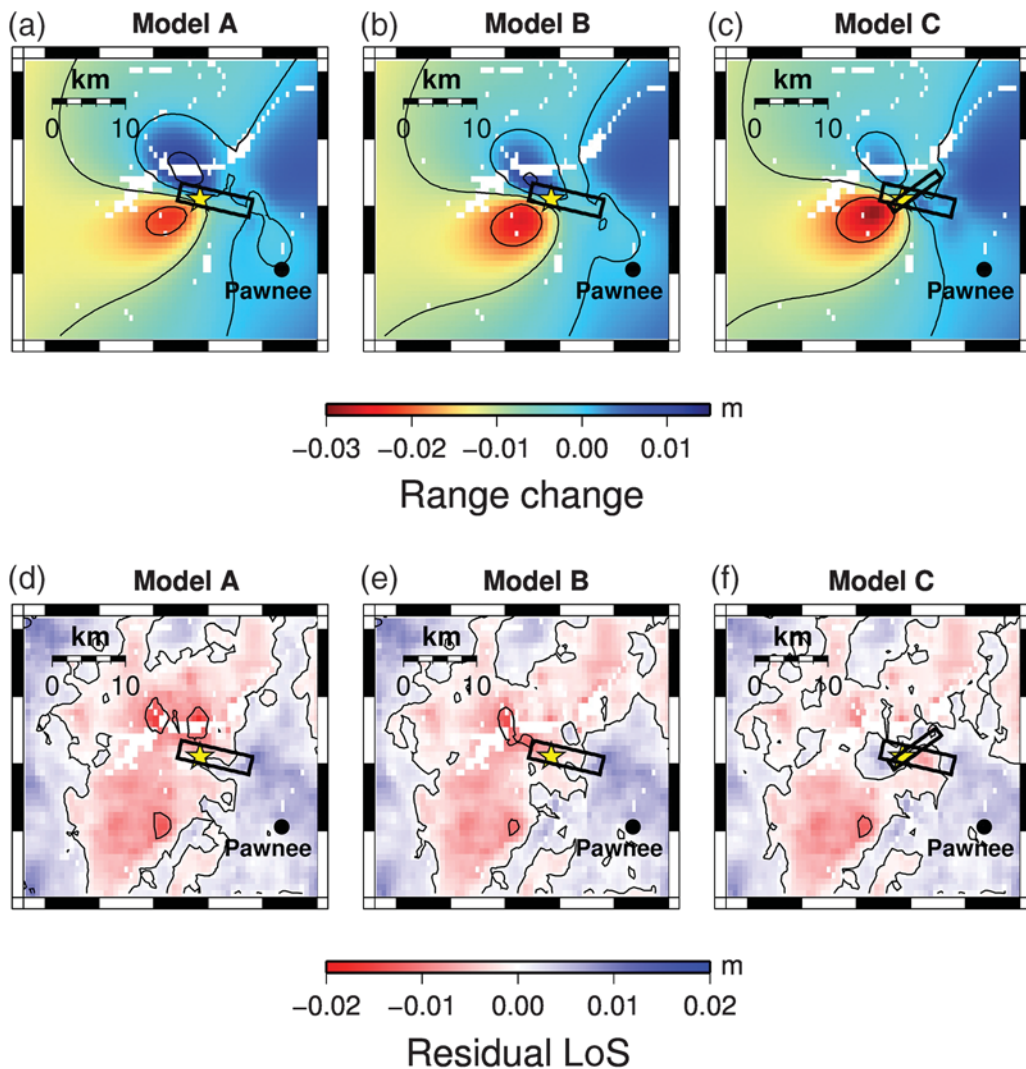 (a) Model A
(b) Model B
(c) Model C
km
0 10
Pawnee
km
0 10
Pawnee
km
0 10
Pawnee
m
−0.03 −0.02 −0.01 0.00 0.01
Range change
(d) Model A
(e) Model B
(f) Model C
km
0 10
Pawnee
km
0 10
Pawnee
km
0 10
Pawnee
m
−0.02 −0.01 0.00 0.01 0.02
Residual LoS